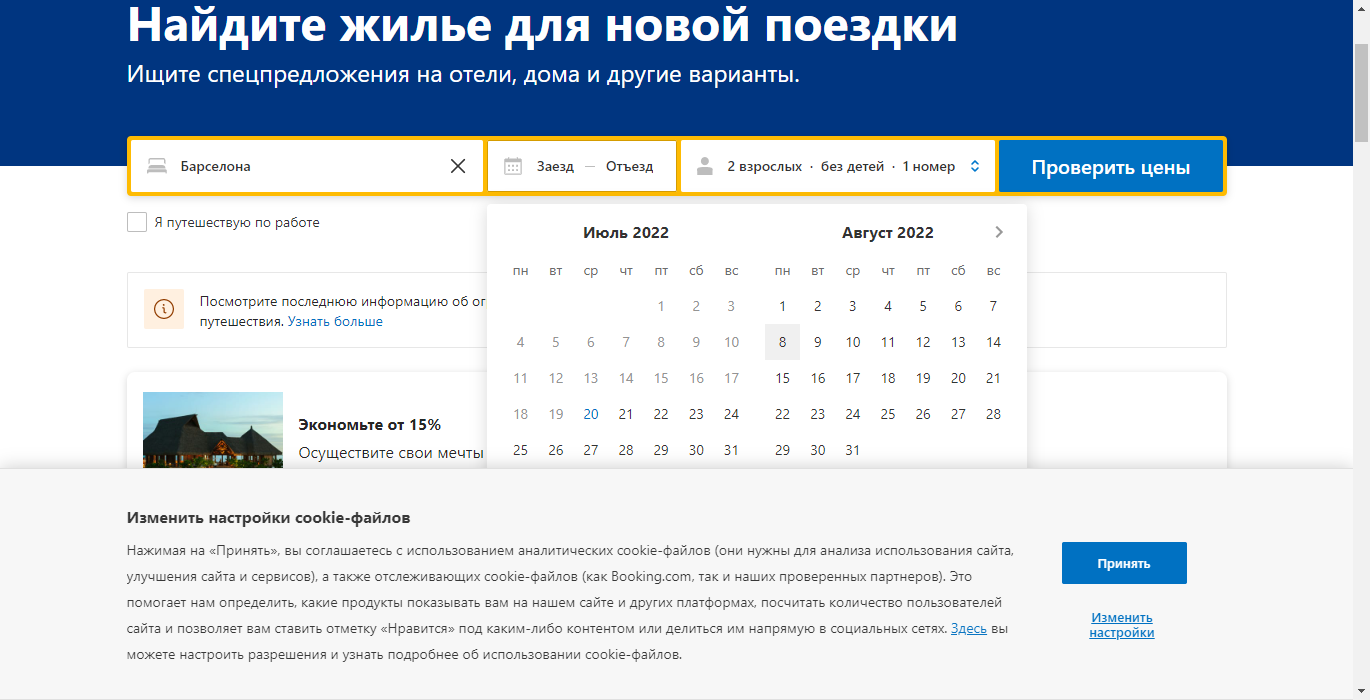 Найдите жилье для новой поездки
Ищите спецпредложения на отели, дома и другие варианты.
Барселона
Заезд — Отъезд
2 взрослых · без детей · 1 номер
Проверить цены
Я путешествую по работе
Июль 2022
пн вт ср чт пт сб вс
1 2 3
4 5 6 7 8 9 10
11 12 13 14 15 16 17
18 19 20 21 22 23 24
25 26 27 28 29 30 31
Август 2022
пн вт ср чт пт сб вс
1 2 3 4 5 6 7
8 9 10 11 12 13 14
15 16 17 18 19 20 21
22 23 24 25 26 27 28
29 30 31
Посмотрите последнюю информацию об ог
путешествия. Узнать больше
Экономьте от 15%
Осуществите свои мечты
Изменить настройки cookie-файлов
Нажимая на «Принять», вы соглашаетесь с использованием аналитических cookie-файлов (они нужны для анализа использования сайта,
улучшения сайта и сервисов), а также отслеживающих cookie-файлов (как Booking.com, так и наших проверенных партнеров). Это
помогает нам определить, какие продукты показывать вам на нашем сайте и других платформах, посчитать количество пользователей
сайта и позволяет вам ставить отметку «Нравится» под каким-либо контентом или делиться им напрямую в социальных сетях. Здесь вы
можете настроить разрешения и узнать подробнее об использовании cookie-файлов.
Принять
Изменить
настройки